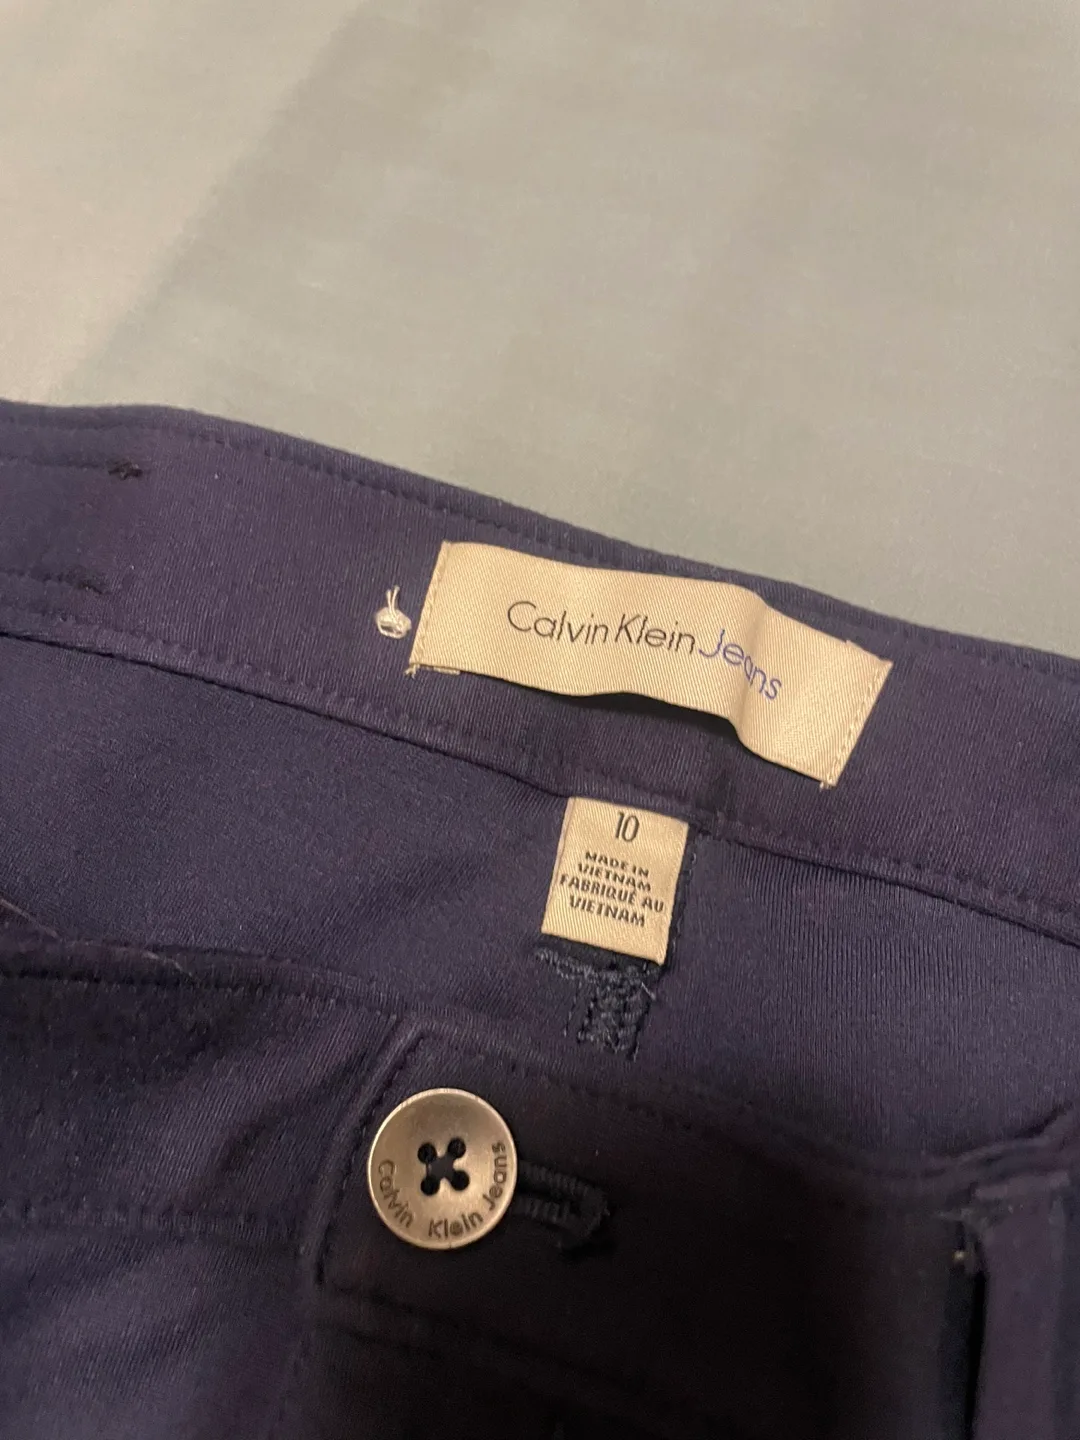 Calvin Klein Jeans
10
MADE IN
VIETNAM
FABRIQUÉ AU
VIETNAM
Calvin Klein Jeans